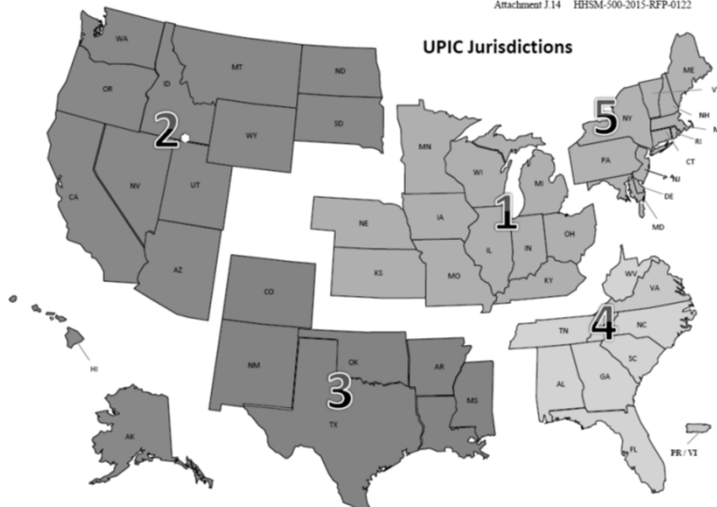 Attachment J.14 HHSM-500-2015-RFP-0122
UPIC Jurisdictions
WA
OR
ID
MT
ND
SD
WY
2
NV
UT
CA
AZ
CO
NM
OK
AR
MS
3
TX
HI
AK
MN
WI
MI
IA
NE
1
IL
IN
OH
KS
MO
KY
ME
V
5
NY
NH
M
RI
PA
CT
NJ
DE
MD
WV
VA
4
TN
NC
SC
AL
GA
FL
PR / VI